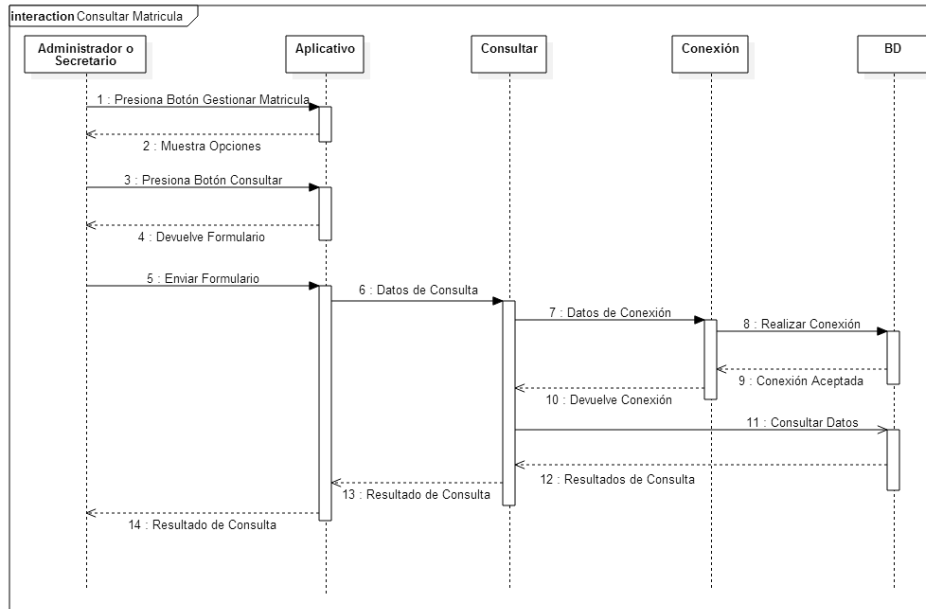 interaction Consultar Matricula
Administrador o
Secretario
Aplicativo
Consultar
Conexión
BD
1 : Presiona Botón Gestionar Matricula
2 : Muestra Opciones
3 : Presiona Botón Consultar
4 : Devuelve Formulario
5 : Enviar Formulario
6 : Datos de Consulta
7 : Datos de Conexión
8 : Realizar Conexión
9 : Conexión Aceptada
10 : Devuelve Conexión
11 : Consultar Datos
12 : Resultados de Consulta
13 : Resultado de Consulta
14 : Resultado de Consulta